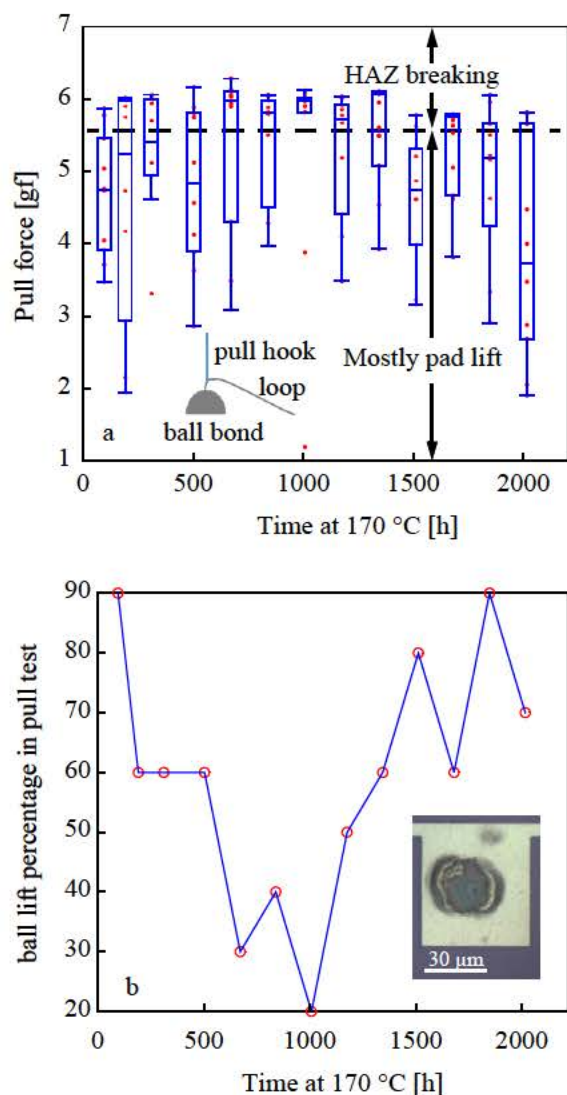 7
6
5
4
3
2
1
Pull force [gf]
HAZ breaking
Mostly pad lift
pull hook
loop
ball bond
a
0 500 1000 1500 2000
Time at 170 °C [h]
90
80
70
60
50
40
30
20
ball lift percentage in pull test
30 µm
b
0 500 1000 1500 2000
Time at 170 °C [h]